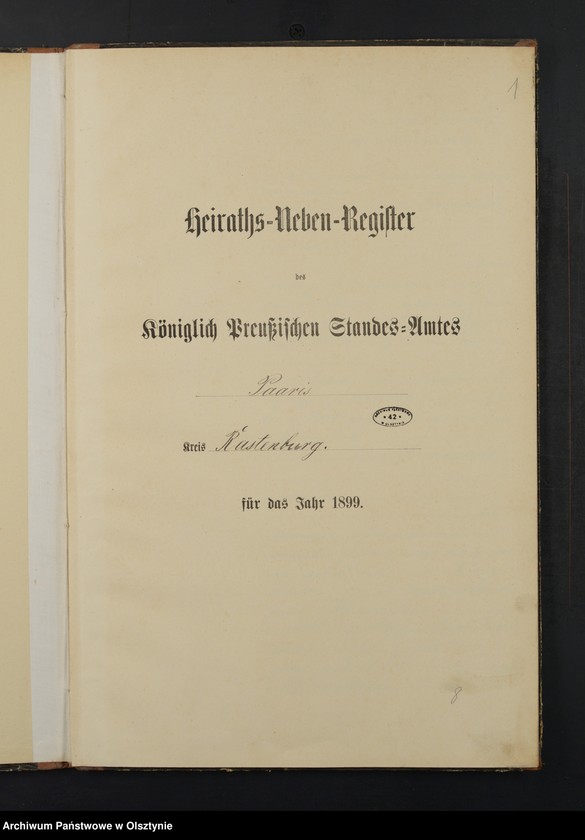 1
Heiraths-Neben-Register
des
Königlich Preußischen Standes-Amtes
Paaris
42
Kreis Rastenburg.
für das Jahr 1899.
8
Archiwum Państwowe w Olsztynie